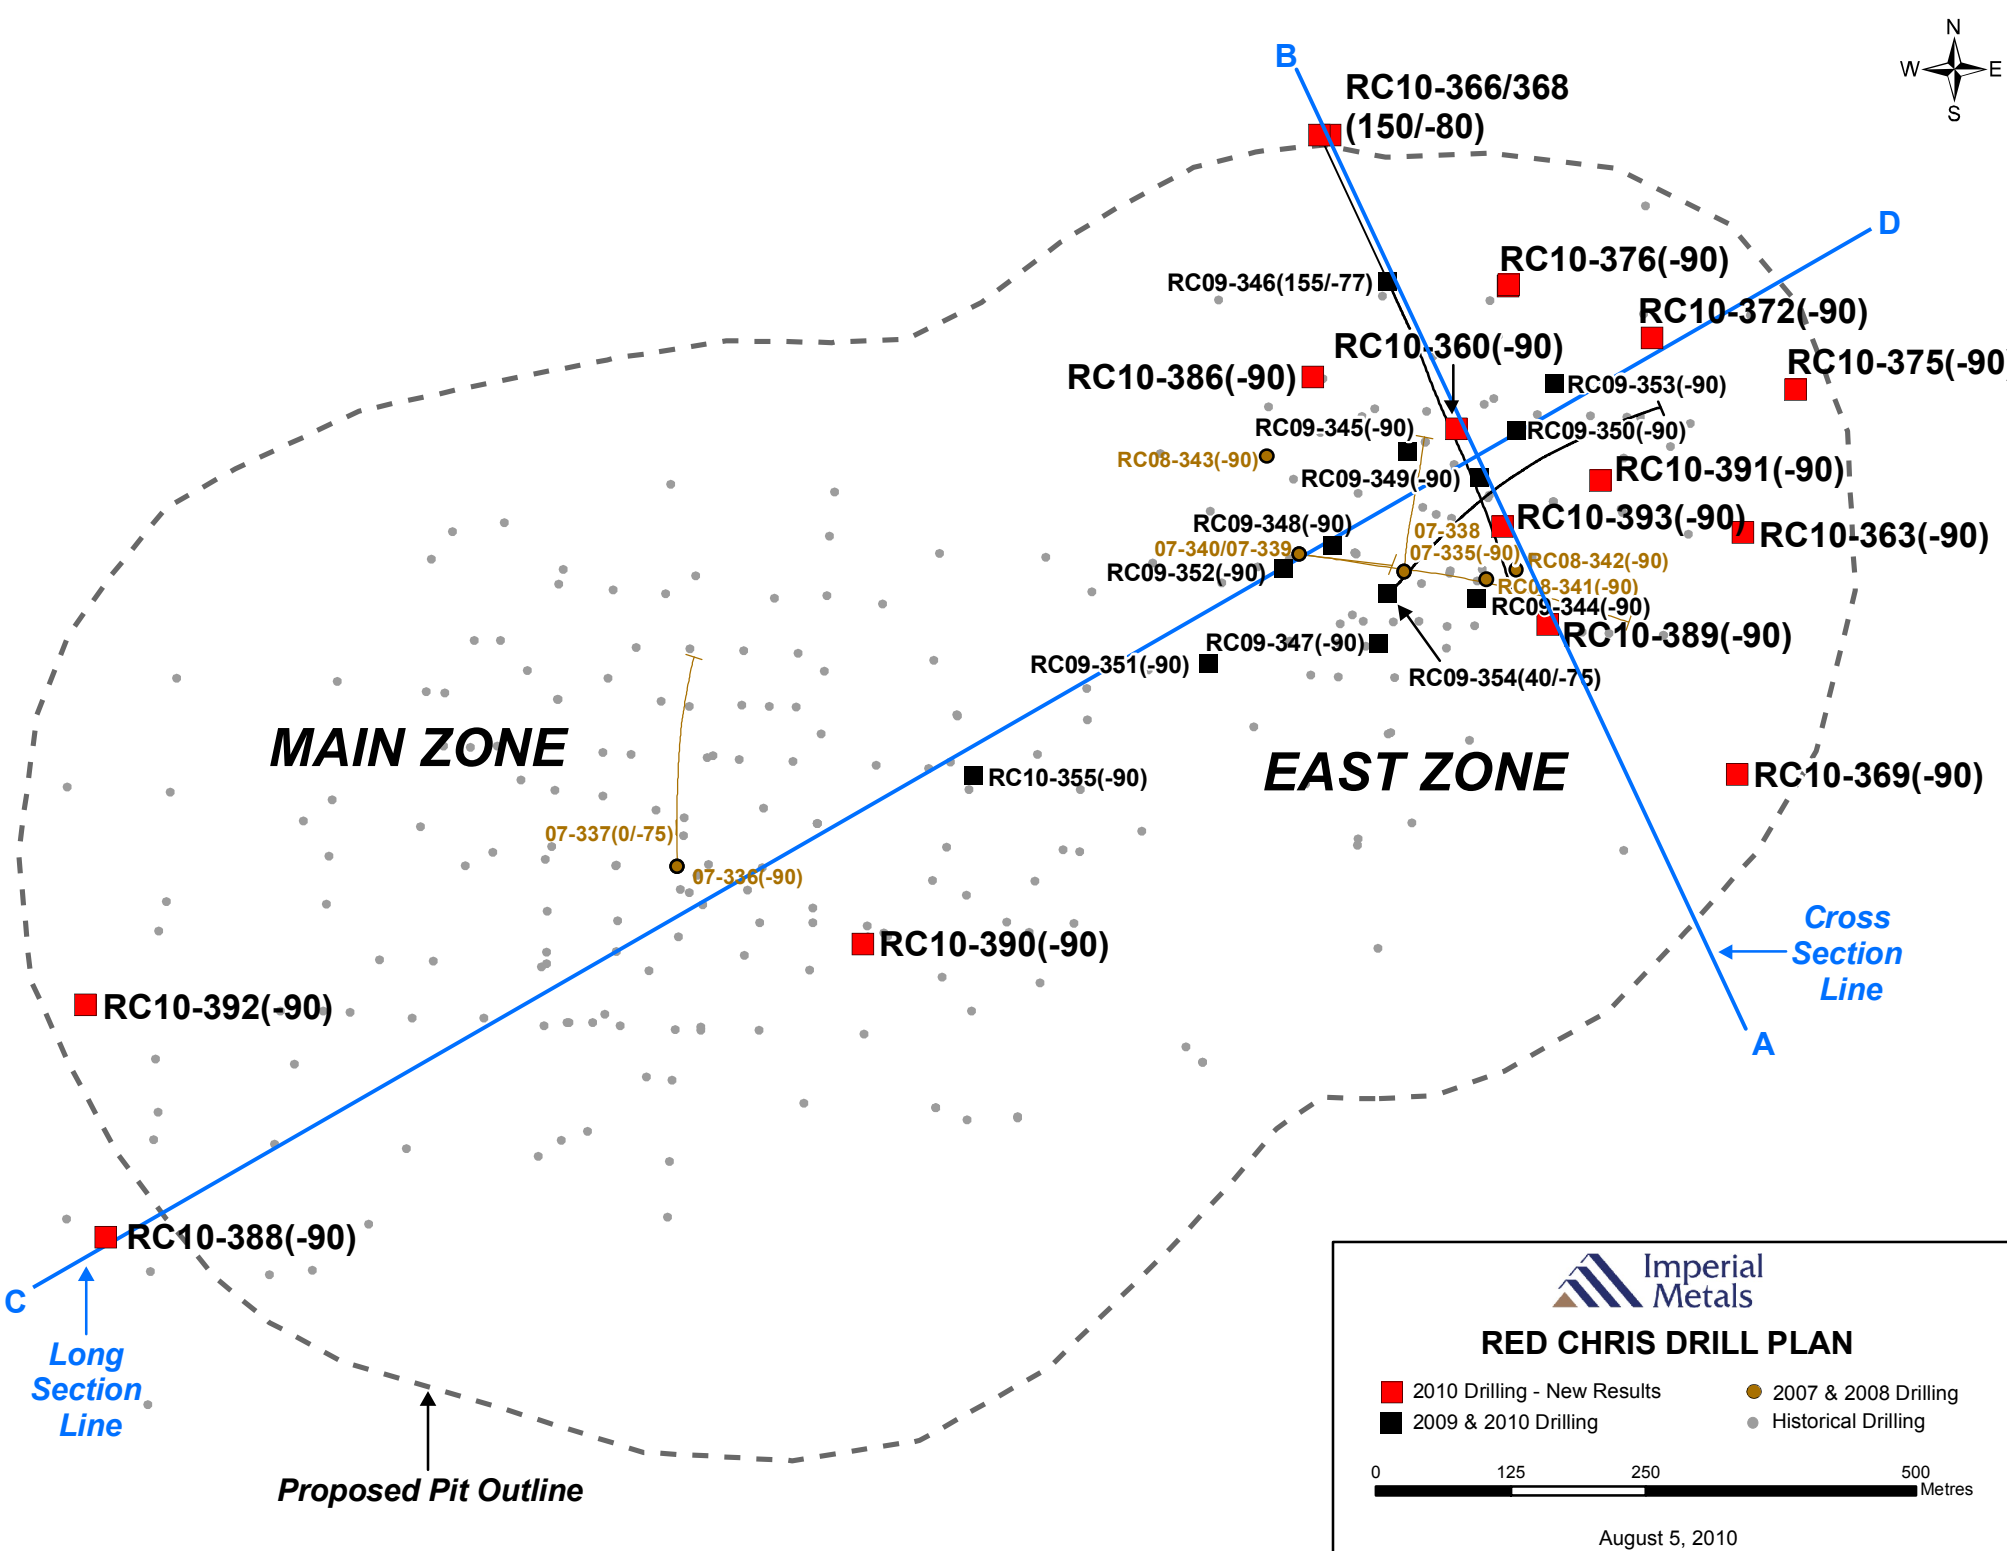 N
W
E
S
B
RC10-366/368
(150/-80)
D
RC10-376(-90)
RC09-346(155/-77)
RC10-372(-90)
RC10-360(-90)
RC10-375(-90)
RC10-386(-90)
RC09-353(-90)
RC09-345(-90)
RC09-350(-90)
RC08-343(-90)
RC10-391(-90)
RC09-349(-90)
RC10-393(-90)
RC09-348(-90)
07-338
RC10-363(-90)
07-340/07-339
07-335(-90)
RC08-342(-90)
RC09-352(-90)
RC08-341(-90)
RC09-344(-90)
RC10-389(-90)
RC09-347(-90)
RC09-351(-90)
RC09-354(40/-75)
MAIN ZONE
EAST ZONE
RC10-355(-90)
RC10-369(-90)
07-337(0/-75)
07-336(-90)
Cross
Section
Line
RC10-390(-90)
RC10-392(-90)
A
RC10-388(-90)
C
Long
Section
Line
Proposed Pit Outline
Imperial
Metals
RED CHRIS DRILL PLAN
2010 Drilling - New Results
2007 & 2008 Drilling
2009 & 2010 Drilling
Historical Drilling
0 125 250 500
Metres
August 5, 2010